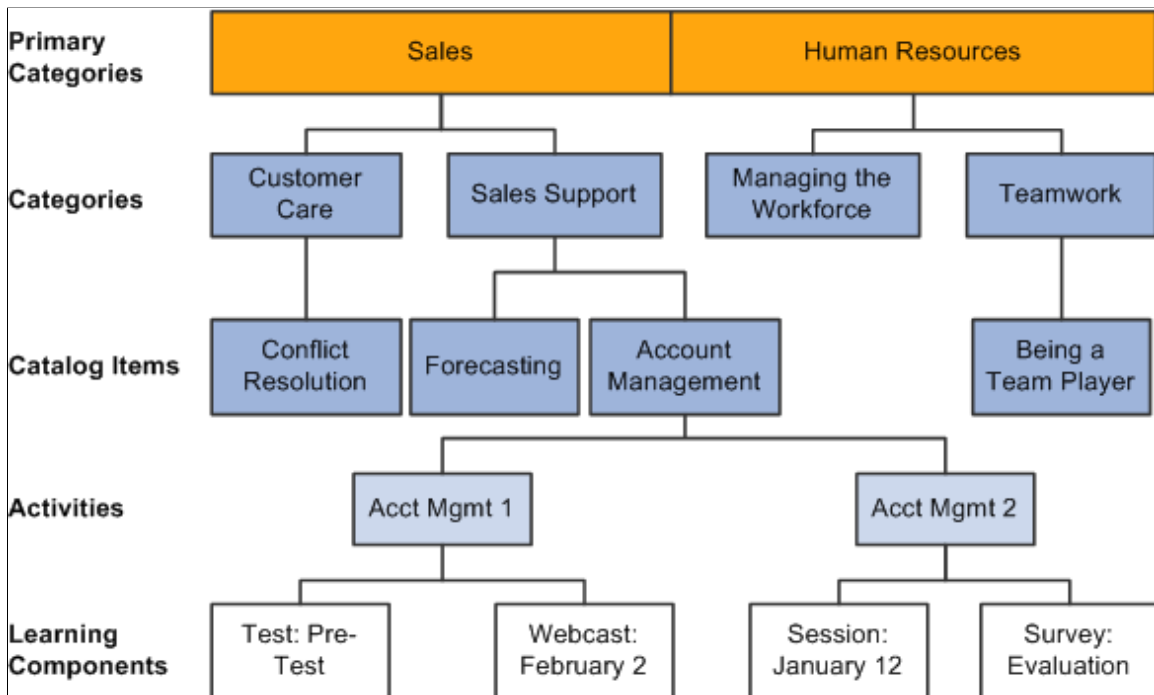 Primary
Categories
Sales
Human Resources
Categories
Customer
Care
Sales Support
Managing the
Workforce
Teamwork
Catalog Items
Conflict
Resolution
Forecasting
Account
Management
Being a
Team Player
Activities
Acct Mgmt 1
Acct Mgmt 2
Learning
Components
Test: Pre-
Test
Webcast:
February 2
Session:
January 12
Survey:
Evaluation